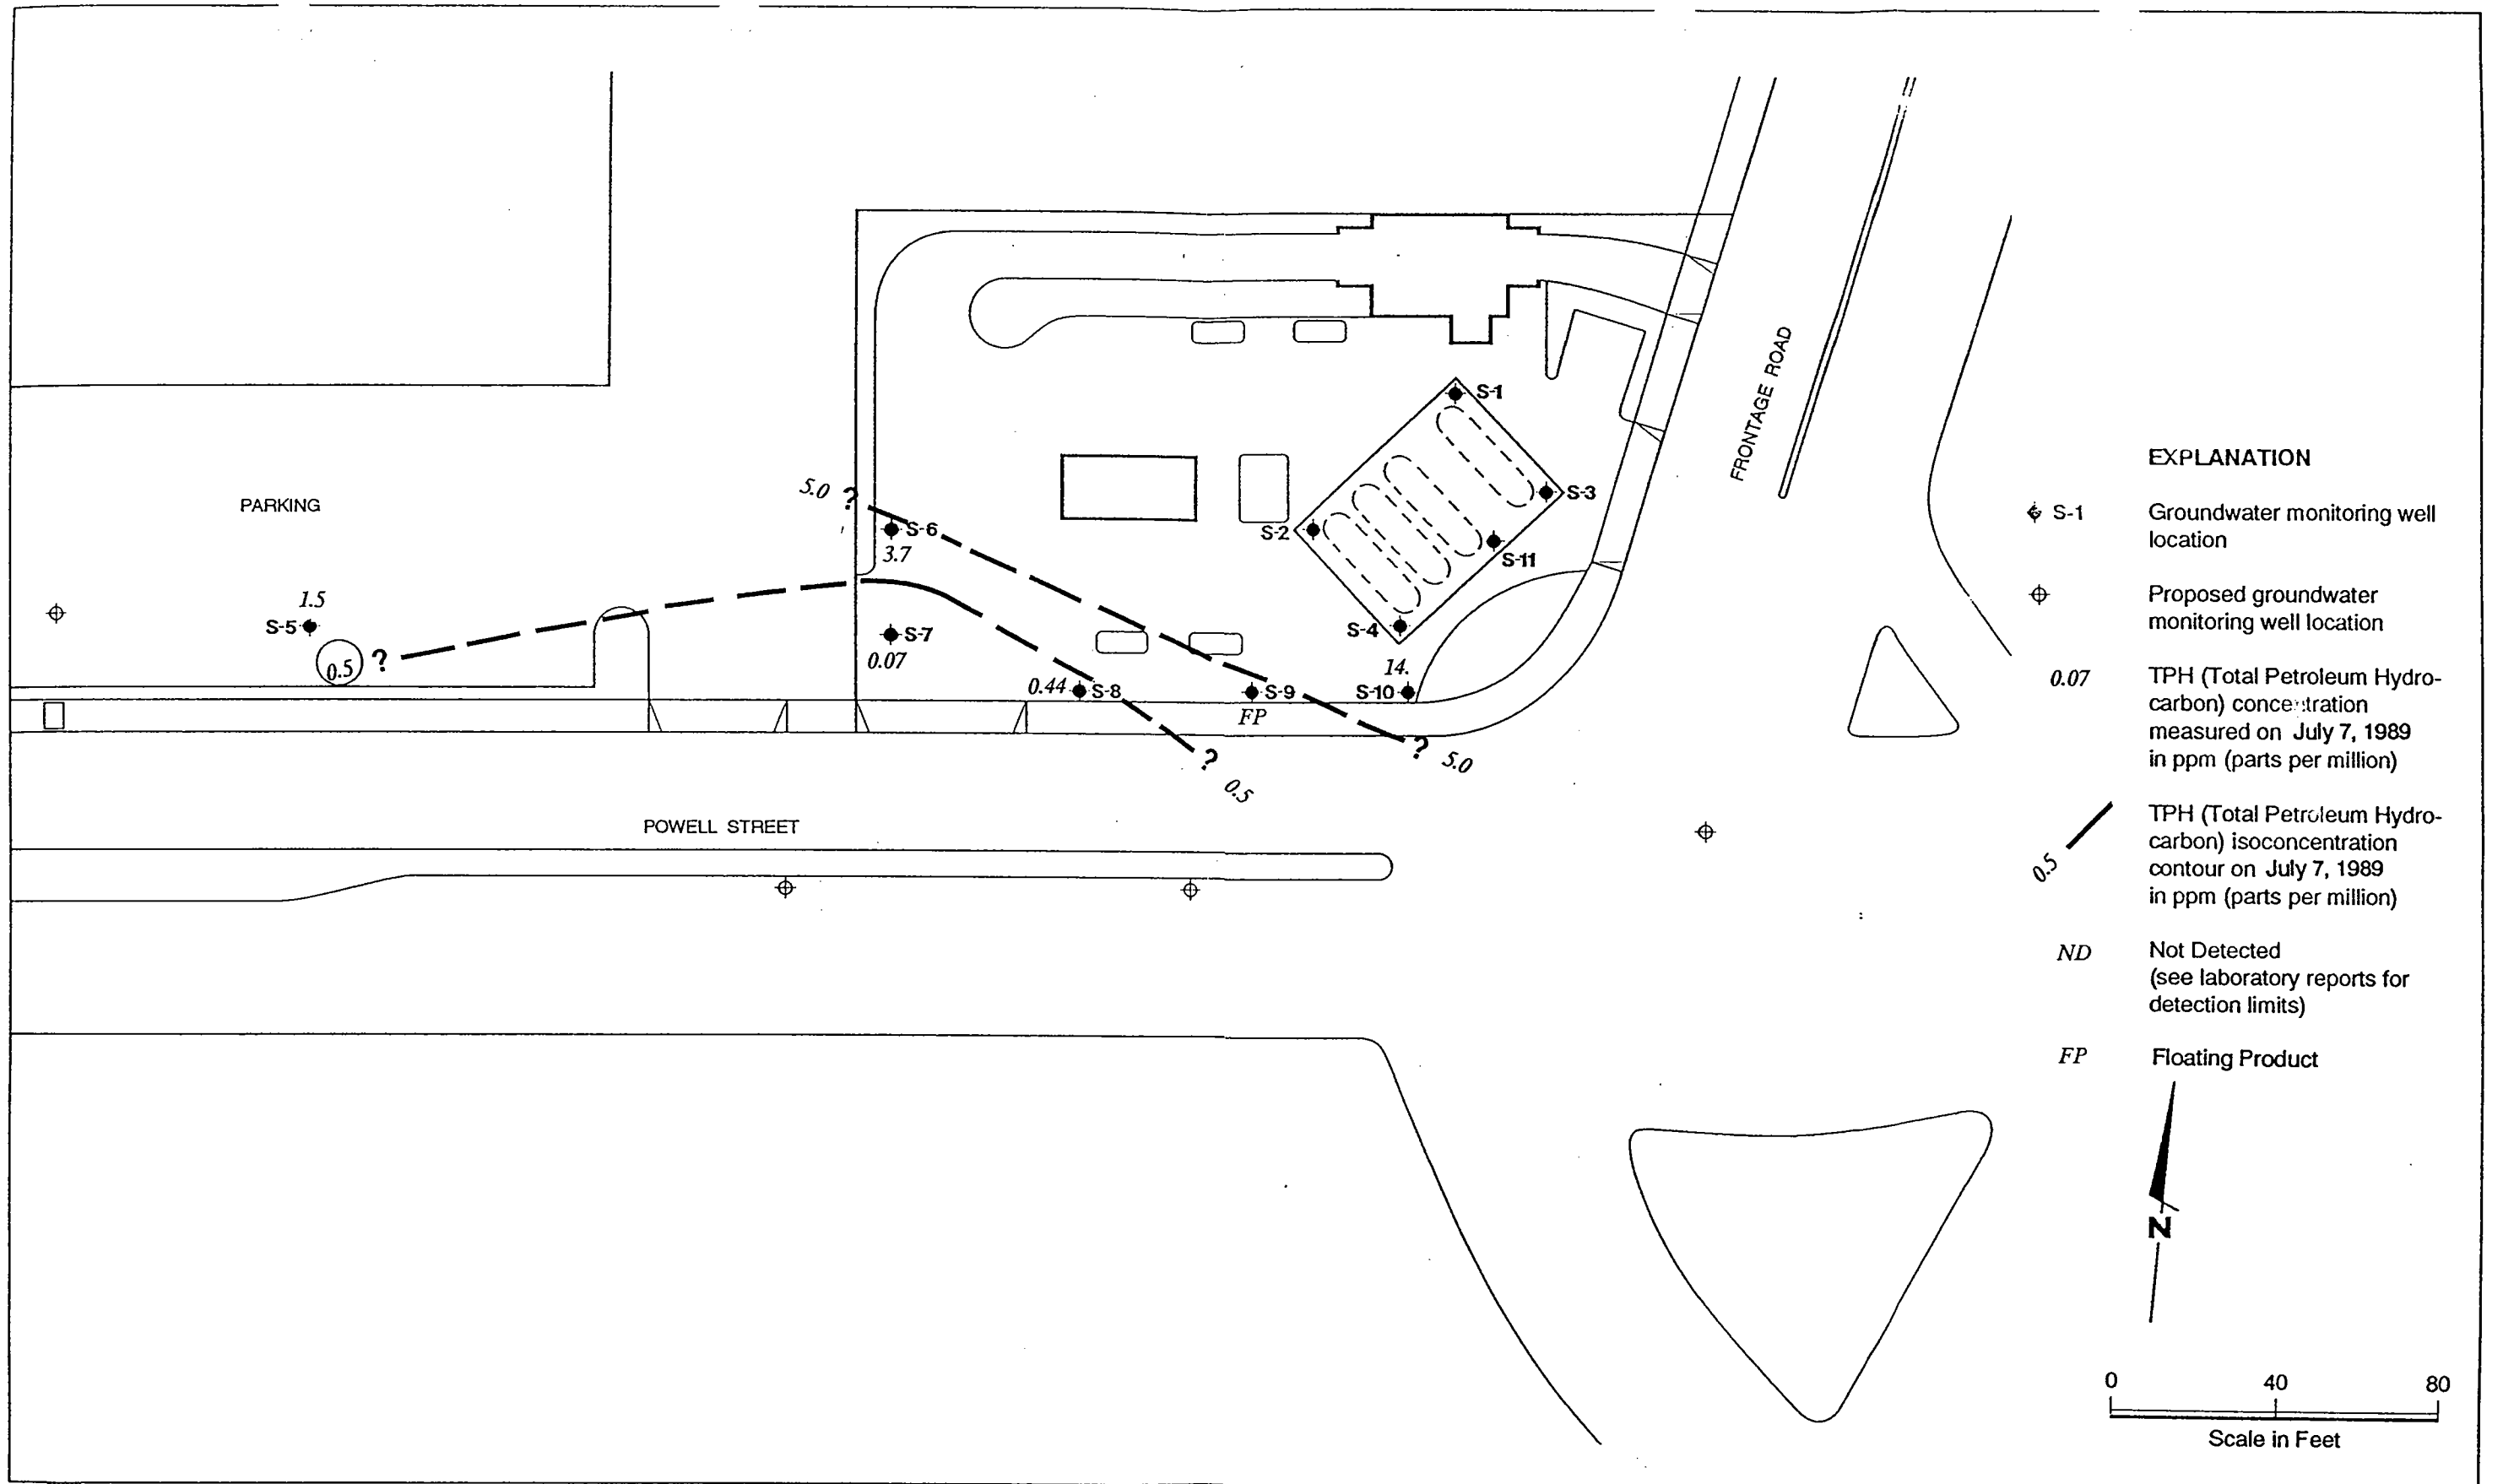 S-1
FRONTAGE ROAD
S-3
S-2
S-11
5.0 ?
S-6
3.7
PARKING
1.5
S-5
0.5 ?
S-7
0.07
S-4
14.
0.44 S-8
S-9
S-10
FP
? 5.0
? 0.5
POWELL STREET
EXPLANATION
S-1 Groundwater monitoring well
location
Proposed groundwater
monitoring well location
0.07 TPH (Total Petroleum Hydro-
carbon) concentration
measured on July 7, 1989
in ppm (parts per million)
0.5 TPH (Total Petroleum Hydro-
carbon) isoconcentration
contour on July 7, 1989
in ppm (parts per million)
ND Not Detected
(see laboratory reports for
detection limits)
FP Floating Product
N
0 40 80
Scale in Feet